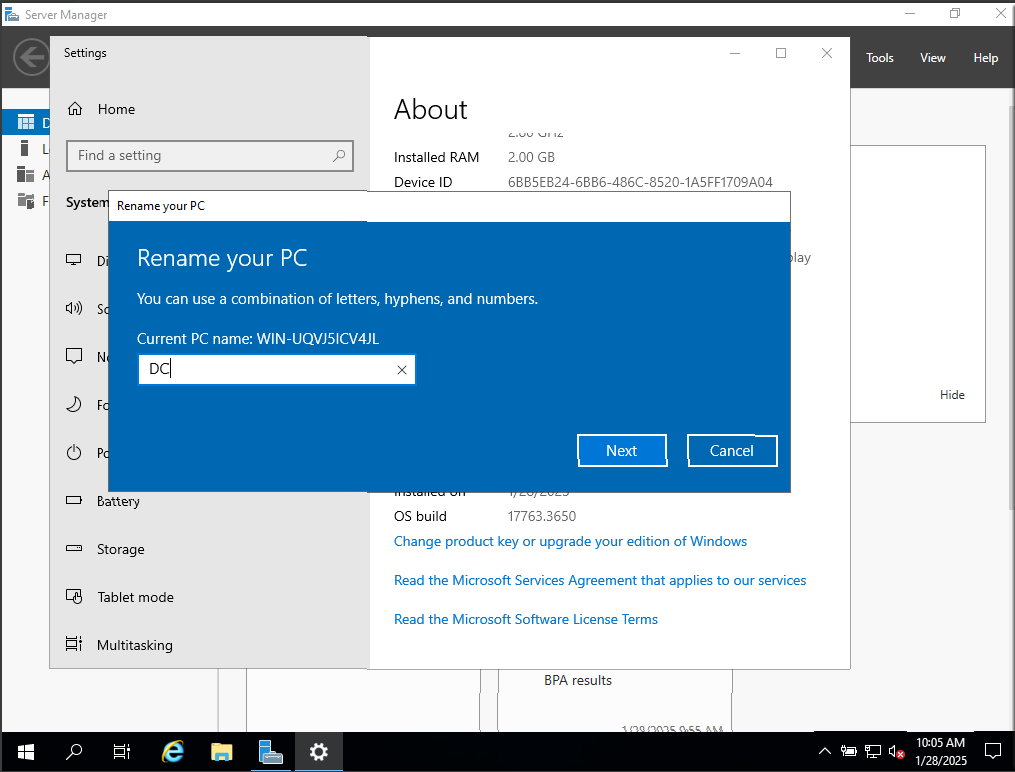 Server Manager
Tools View Help
Settings
Home
Find a setting
System
Di
So
No
Fo
Po
Battery
Storage
Tablet mode
Multitasking
About
Installed RAM 2.00 GB
Device ID 6BB5EB24-6BB6-486C-8520-1A5FF1709A04
play
Rename your PC
Rename your PC
You can use a combination of letters, hyphens, and numbers.
Current PC name: WIN-UQVJ5ICV4JL
DC
Next
Cancel
Hide
Installed on 1/28/2025
OS build 17763.3650
Change product key or upgrade your edition of Windows
Read the Microsoft Services Agreement that applies to our services
Read the Microsoft Software License Terms
BPA results
1/28/2025 9:55 AM
10:05 AM
1/28/2025